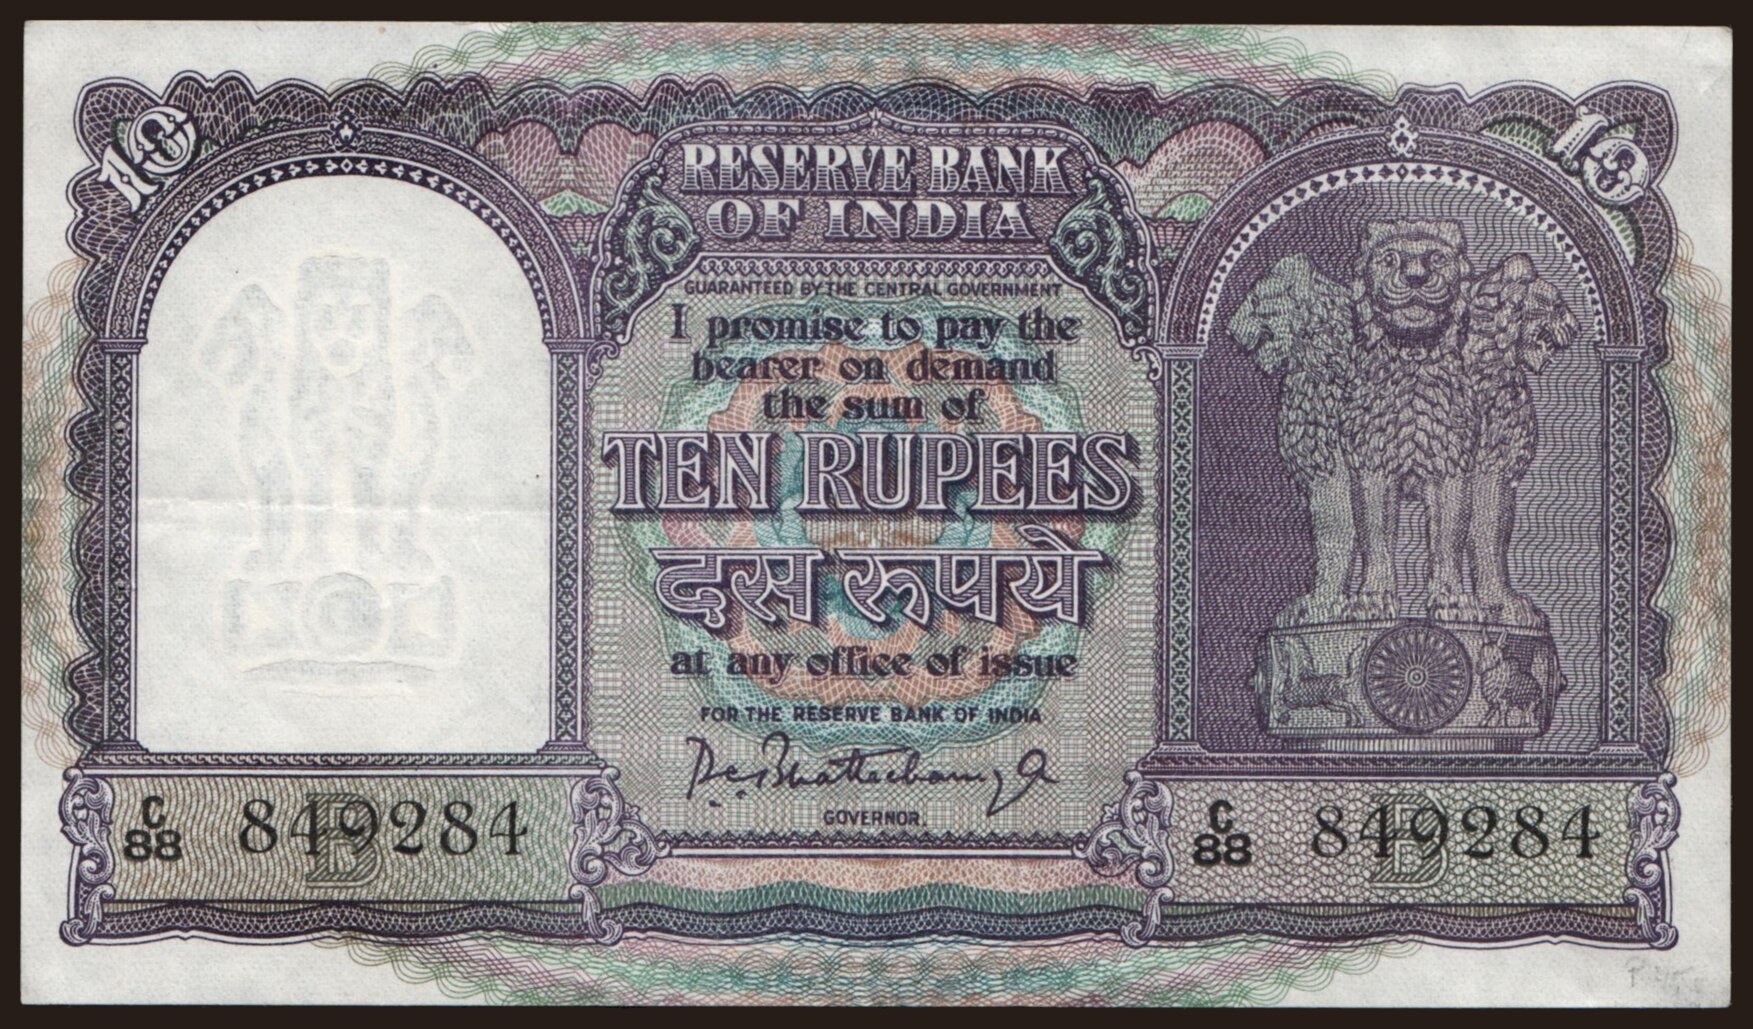 10
10
RESERVE BANK
OF INDIA
GUARANTEED BY THE CENTRAL GOVERNMENT
I promise to pay the
bearer on demand
the sum of
TEN RUPEES
दस रूपये
at any office of issue
FOR THE RESERVE BANK OF INDIA
P.C. Bhattacharyya
GOVERNOR.
C/88 849284
B
C/88 849284
B